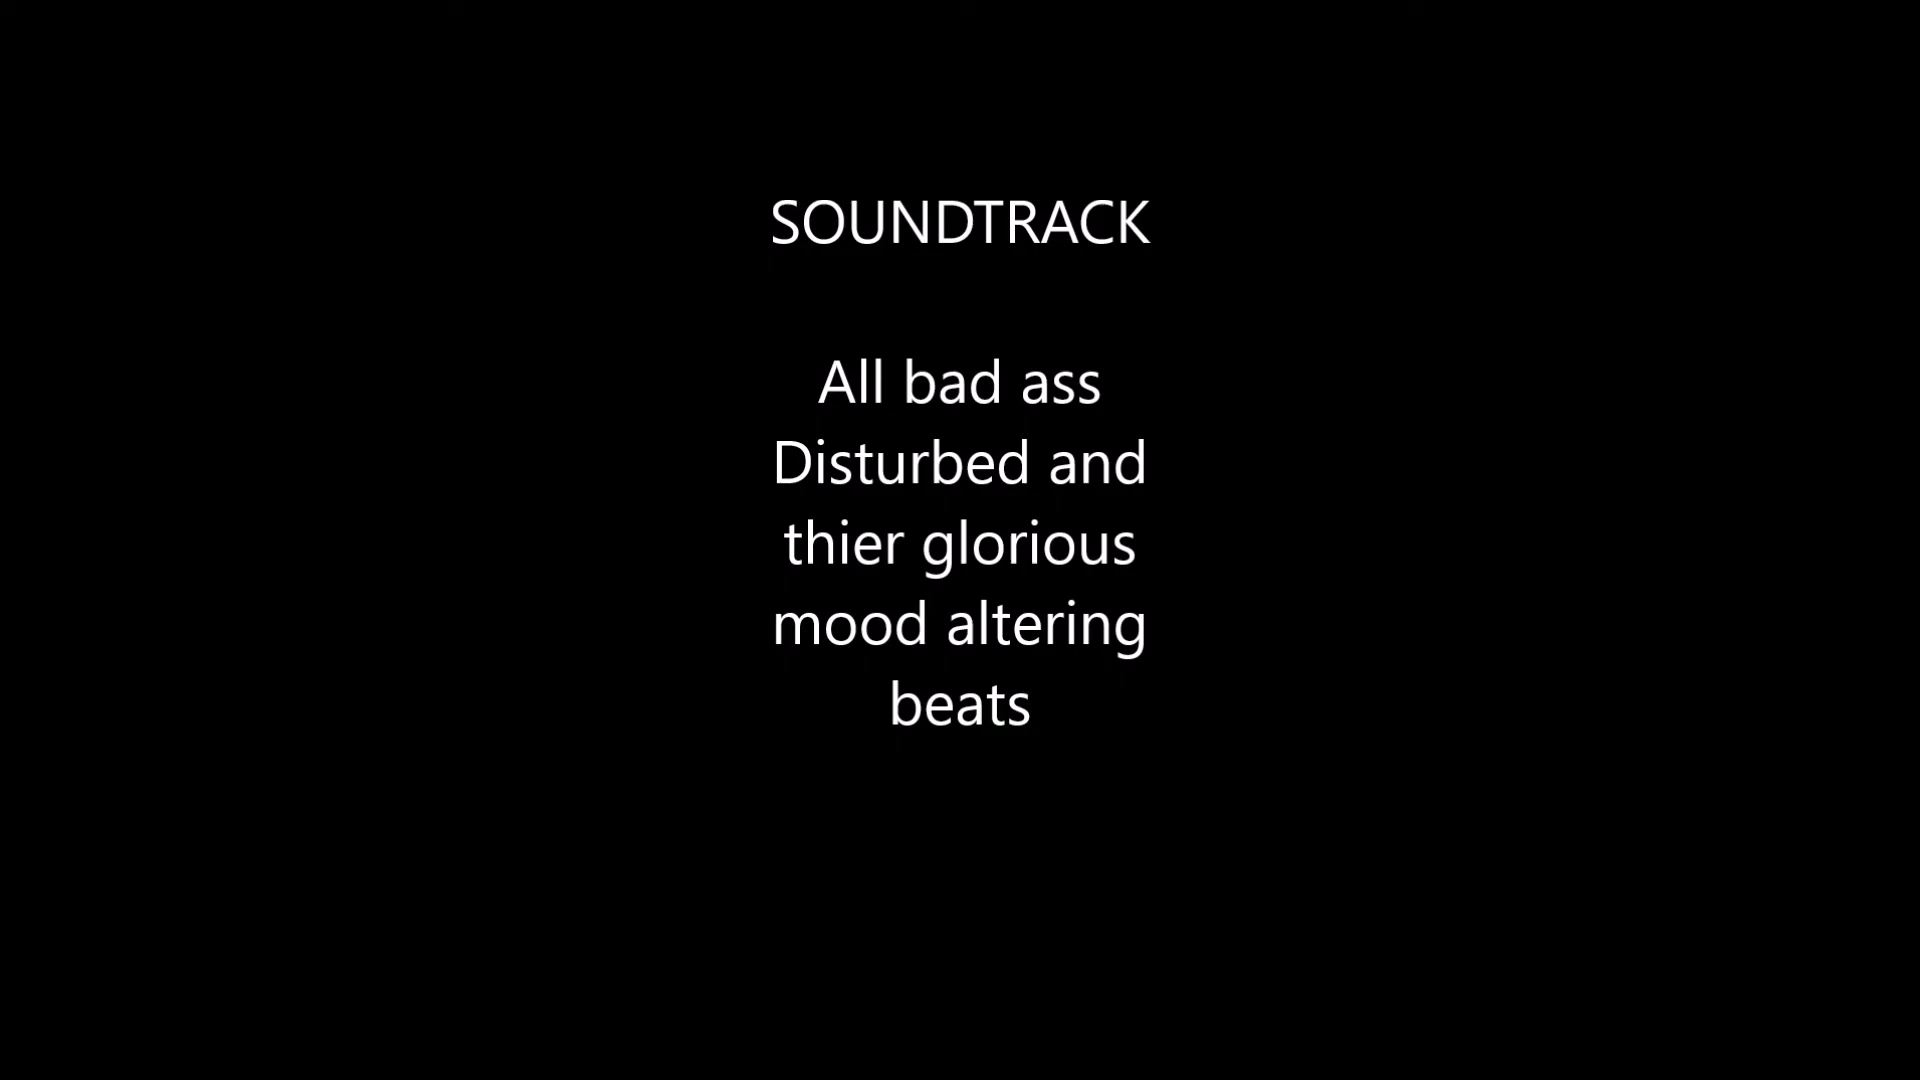 SOUNDTRACK
All bad ass
Disturbed and
thier glorious
mood altering
beats